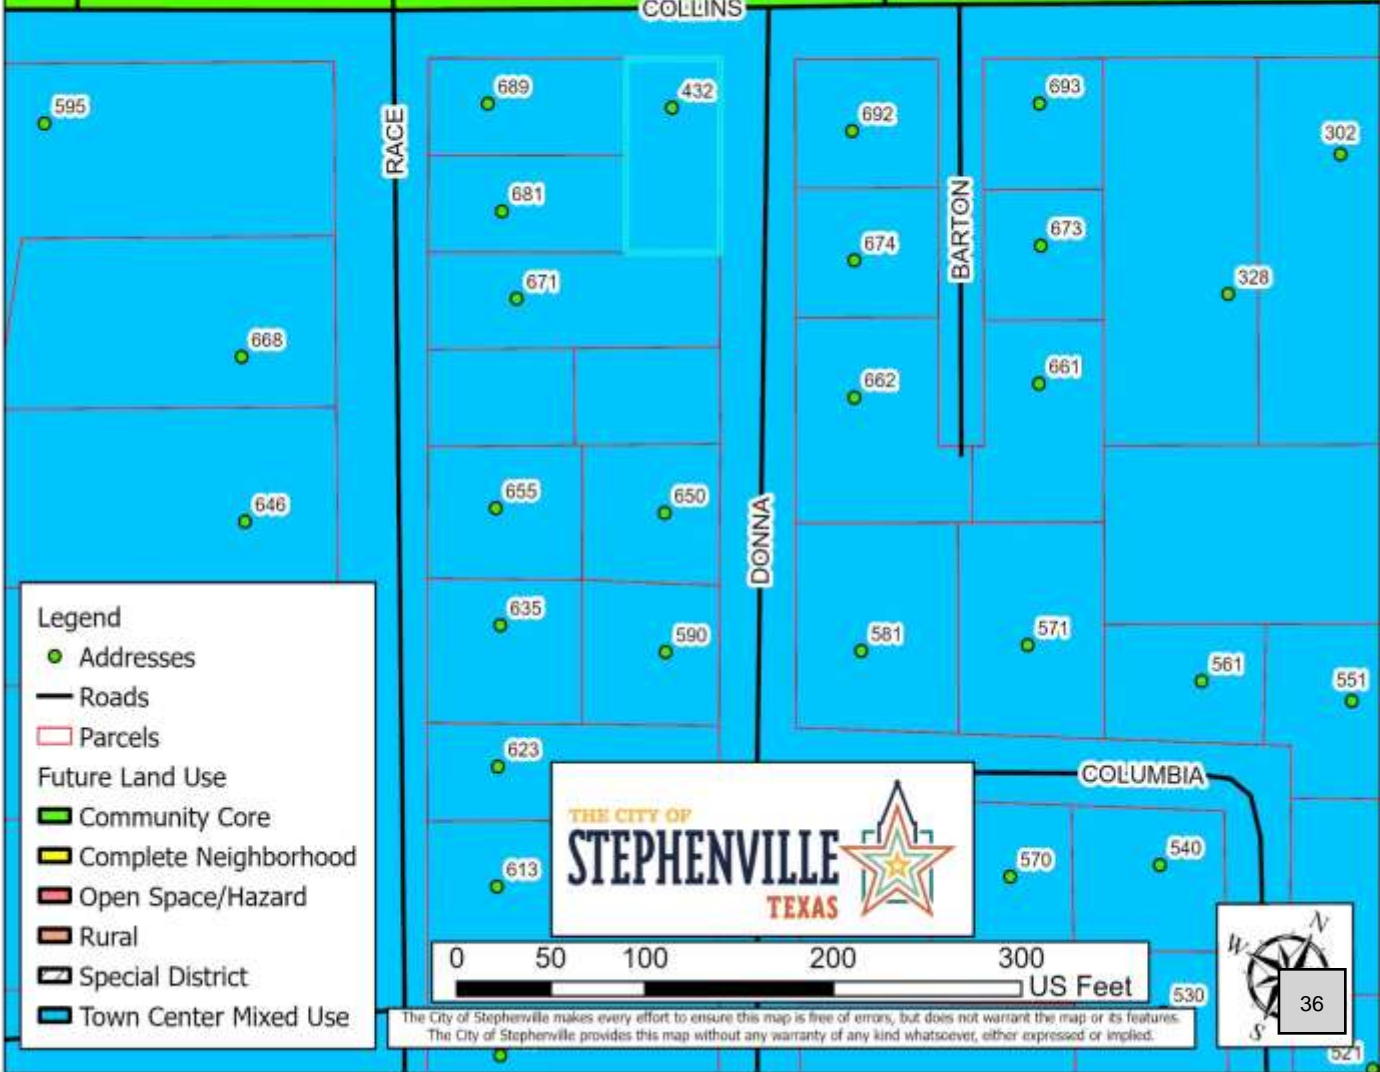 COLLINS
689
432
693
595
692
302
RACE
681
BARTON
674
673
671
328
668
661
662
655
650
646
DONNA
635
590
581
571
561
551
623
COLUMBIA
613
570
540
530
521
Legend
Addresses
Roads
Parcels
Future Land Use
Community Core
Complete Neighborhood
Open Space/Hazard
Rural
Special District
Town Center Mixed Use
THE CITY OF
STEPHENVILLE
TEXAS
0 50 100 200 300
US Feet
The City of Stephenville makes every effort to ensure this map is free of errors, but does not warrant the map or its features.
The City of Stephenville provides this map without any warranty of any kind whatsoever, either expressed or implied.
N
W
S
36